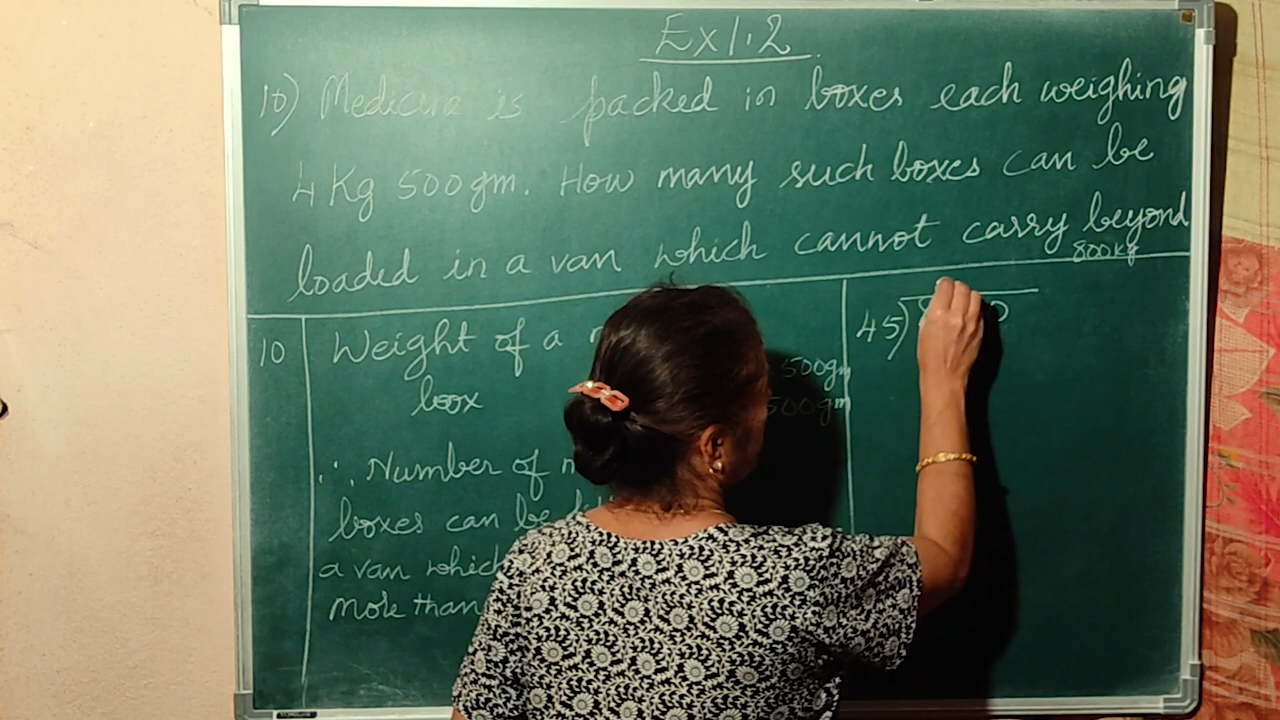 Ex 1.2
10) Medicine is packed in boxes each weighing
4 Kg 500gm. How many such boxes can be
loaded in a van which cannot carry beyond
800kg
10 Weight of a
box
500gm
500gm
∴ Number of
boxes can be
a van which
more than
45)